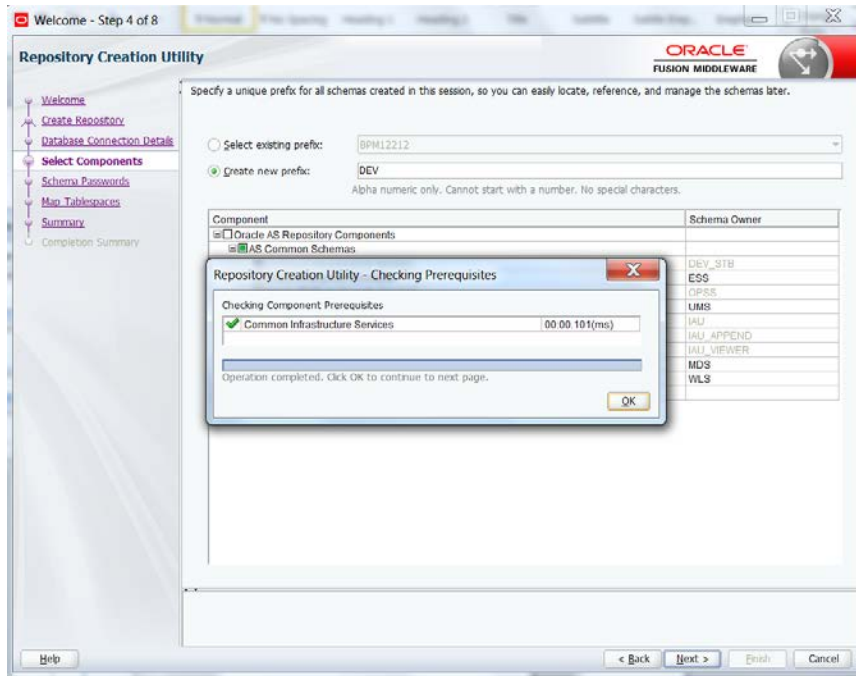 Welcome - Step 4 of 8
Repository Creation Utility
ORACLE
FUSION MIDDLEWARE
Welcome
Create Repository
Database Connection Details
Select Components
Schema Passwords
Map Tablespaces
Summary
Completion Summary
Specify a unique prefix for all schemas created in this session, so you can easily locate, reference, and manage the schemas later.
Select existing prefix: BPM12212
Create new prefix: DEV
Alpha numeric only. Cannot start with a number. No special characters.
Component Schema Owner
Oracle AS Repository Components
AS Common Schemas
DEV_STB
ESS
OPSS
UMS
IAU
IAU_APPEND
IAU_VIEWER
MDS
WLS
Repository Creation Utility - Checking Prerequisites
Checking Component Prerequisites
Common Infrastructure Services 00:00.101(ms)
Operation completed. Click OK to continue to next page.
OK
Help < Back Next > Finish Cancel